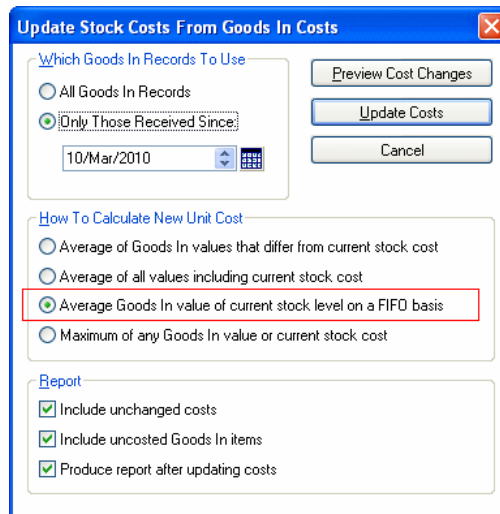 Update Stock Costs From Goods In Costs
Which Goods In Records To Use
All Goods In Records
Only Those Received Since:
10/Mar/2010
Preview Cost Changes
Update Costs
Cancel
How To Calculate New Unit Cost
Average of Goods In values that differ from current stock cost
Average of all values including current stock cost
Average Goods In value of current stock level on a FIFO basis
Maximum of any Goods In value or current stock cost
Report
Include unchanged costs
Include uncosted Goods In items
Produce report after updating costs